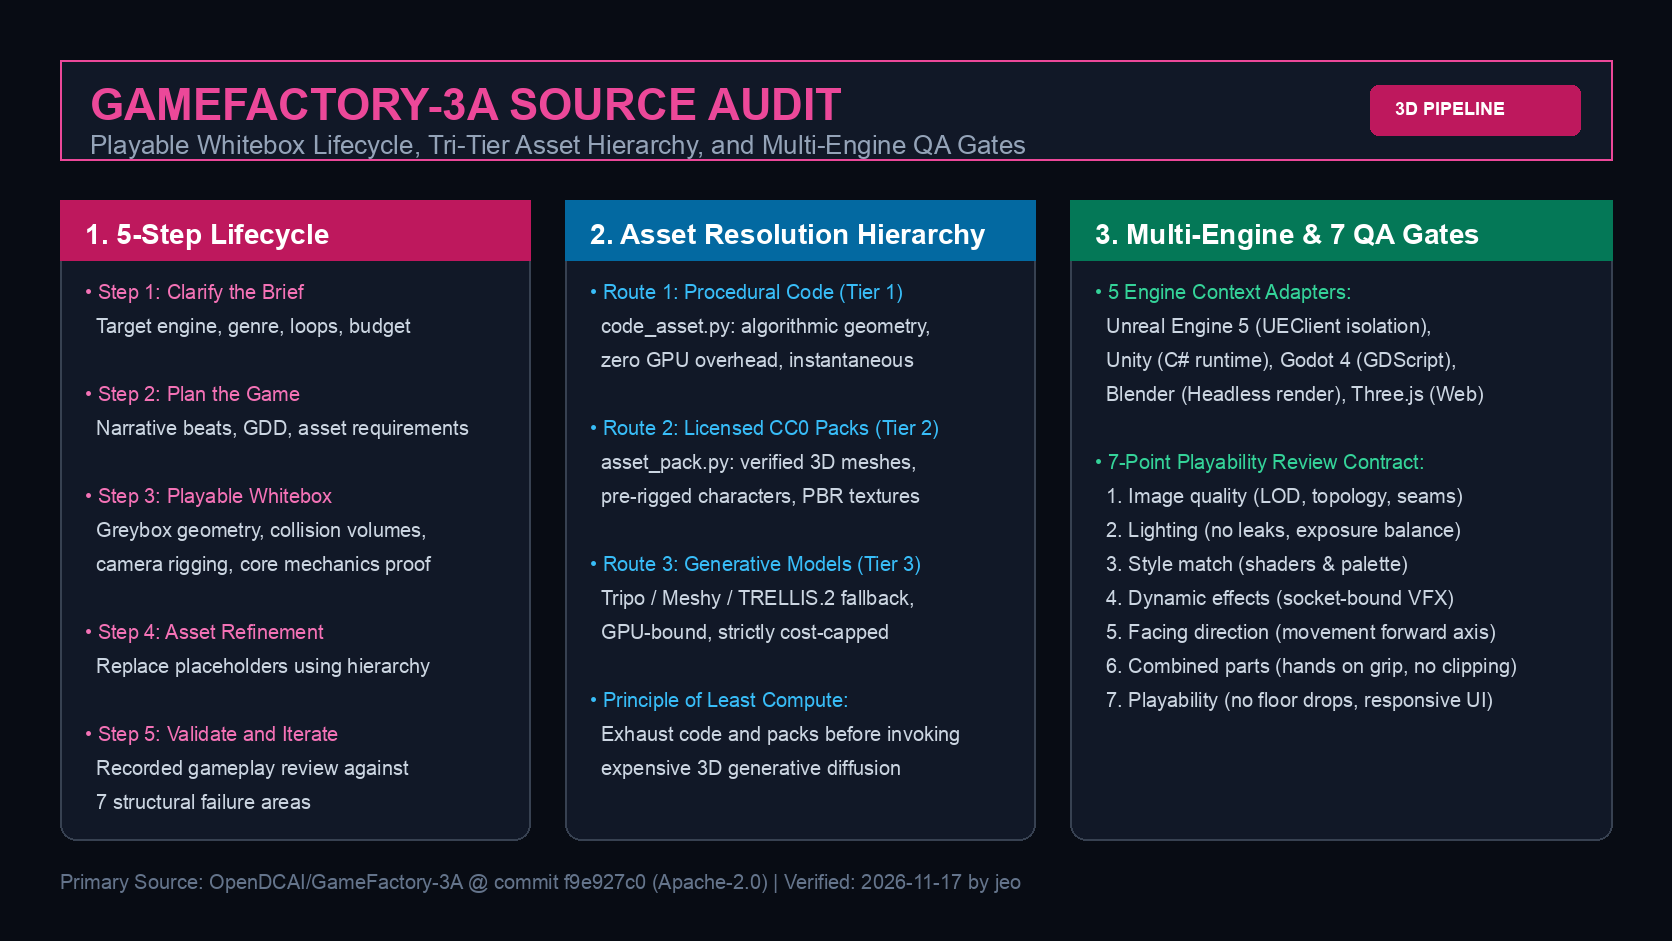 GAMEFACTORY-3A SOURCE AUDIT
Playable Whitebox Lifecycle, Tri-Tier Asset Hierarchy, and Multi-Engine QA Gates
3D PIPELINE
1. 5-Step Lifecycle
• Step 1: Clarify the Brief
Target engine, genre, loops, budget
• Step 2: Plan the Game
Narrative beats, GDD, asset requirements
• Step 3: Playable Whitebox
Greybox geometry, collision volumes,
camera rigging, core mechanics proof
• Step 4: Asset Refinement
Replace placeholders using hierarchy
• Step 5: Validate and Iterate
Recorded gameplay review against
7 structural failure areas
2. Asset Resolution Hierarchy
• Route 1: Procedural Code (Tier 1)
code_asset.py: algorithmic geometry,
zero GPU overhead, instantaneous
• Route 2: Licensed CC0 Packs (Tier 2)
asset_pack.py: verified 3D meshes,
pre-rigged characters, PBR textures
• Route 3: Generative Models (Tier 3)
Tripo / Meshy / TRELLIS.2 fallback,
GPU-bound, strictly cost-capped
• Principle of Least Compute:
Exhaust code and packs before invoking
expensive 3D generative diffusion
3. Multi-Engine & 7 QA Gates
• 5 Engine Context Adapters:
Unreal Engine 5 (UEClient isolation),
Unity (C# runtime), Godot 4 (GDScript),
Blender (Headless render), Three.js (Web)
• 7-Point Playability Review Contract:
1. Image quality (LOD, topology, seams)
2. Lighting (no leaks, exposure balance)
3. Style match (shaders & palette)
4. Dynamic effects (socket-bound VFX)
5. Facing direction (movement forward axis)
6. Combined parts (hands on grip, no clipping)
7. Playability (no floor drops, responsive UI)
Primary Source: OpenDCAI/GameFactory-3A @ commit f9e927c0 (Apache-2.0) | Verified: 2026-11-17 by jeo